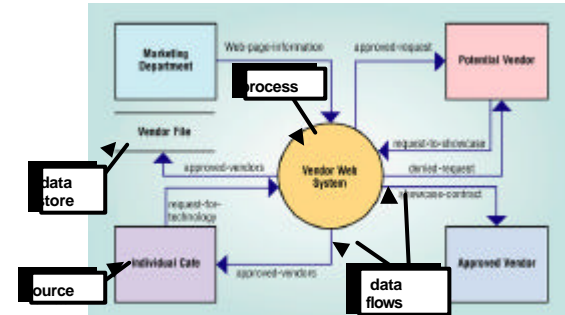 Marketing
Department
Web-page-information
approved-request
Potential Vendor
process
Vendor File
request-to-showcase
approved-vendors
Vendor Web
System
denied-request
showcase-contract
data
store
request-for-
technology
Individual Cafe
approved-vendors
ource
data
flows
Approved Vendor